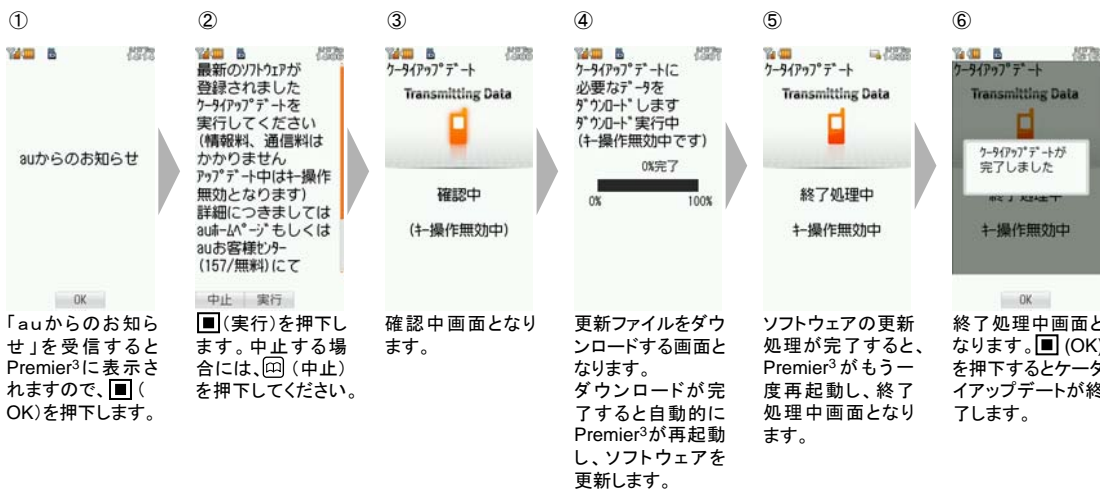 ①
auからのお知らせ
OK
「auからのお知ら
せ」を受信すると
Premier³に表示さ
れますので、■(
OK)を押下します。
②
最新のソフトウェアが
登録されました
ケータイアップデートを
実行してください
(情報料、通信料は
かかりません
アップデート中はキー操作
無効となります)
詳細につきましては
auホームページもしくは
auお客様センター
(157/無料)にて
中止 実行
■(実行)を押下し
ます。中止する場
合には、(中止)
を押下してください。
③
ケータイアップデート
Transmitting Data
確認中
(キー操作無効中)
確認中画面となり
ます。
④
ケータイアップデートに
必要なデータを
ダウンロードします
ダウンロード実行中
(キー操作無効中です)
0%完了
0% 100%
更新ファイルをダウ
ンロードする画面と
なります。
ダウンロードが完
了すると自動的に
Premier³が再起動
し、ソフトウェアを
更新します。
⑤
ケータイアップデート
Transmitting Data
終了処理中
キー操作無効中
ソフトウェアの更新
処理が完了すると、
Premier³がもう一
度再起動し、終了
処理中画面となり
ます。
⑥
ケータイアップデート
Transmitting Data
ケータイアップデートが
完了しました
終了処理中
キー操作無効中
OK
終了処理中画面と
なります。■(OK)
を押下するとケータ
イアップデートが終
了します。